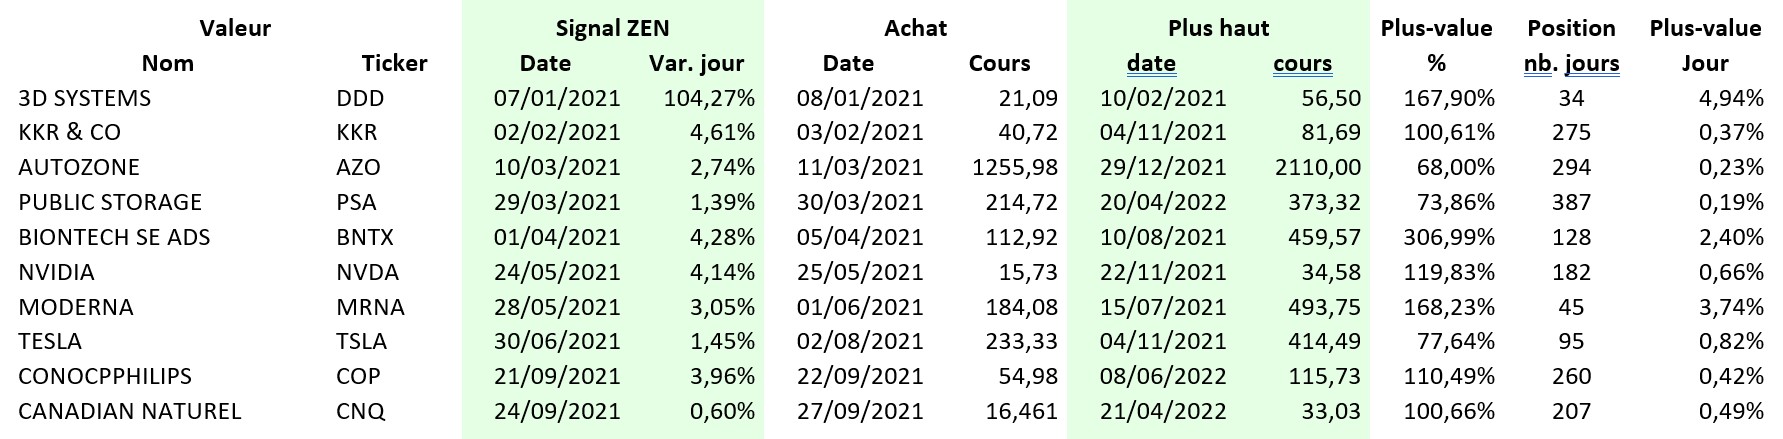 Valeur Signal ZEN Achat Plus haut Plus-value Position Plus-value
Nom Ticker Date Var. jour Date Cours date cours % nb. jours Jour
3D SYSTEMS DDD 07/01/2021 104,27% 08/01/2021 21,09 10/02/2021 56,50 167,90% 34 4,94%
KKR & CO KKR 02/02/2021 4,61% 03/02/2021 40,72 04/11/2021 81,69 100,61% 275 0,37%
AUTOZONE AZO 10/03/2021 2,74% 11/03/2021 1255,98 29/12/2021 2110,00 68,00% 294 0,23%
PUBLIC STORAGE PSA 29/03/2021 1,39% 30/03/2021 214,72 20/04/2022 373,32 73,86% 387 0,19%
BIONTECH SE ADS BNTX 01/04/2021 4,28% 05/04/2021 112,92 10/08/2021 459,57 306,99% 128 2,40%
NVIDIA NVDA 24/05/2021 4,14% 25/05/2021 15,73 22/11/2021 34,58 119,83% 182 0,66%
MODERNA MRNA 28/05/2021 3,05% 01/06/2021 184,08 15/07/2021 493,75 168,23% 45 3,74%
TESLA TSLA 30/06/2021 1,45% 02/08/2021 233,33 04/11/2021 414,49 77,64% 95 0,82%
CONOCPPHILIPS COP 21/09/2021 3,96% 22/09/2021 54,98 08/06/2022 115,73 110,49% 260 0,42%
CANADIAN NATUREL CNQ 24/09/2021 0,60% 27/09/2021 16,461 21/04/2022 33,03 100,66% 207 0,49%